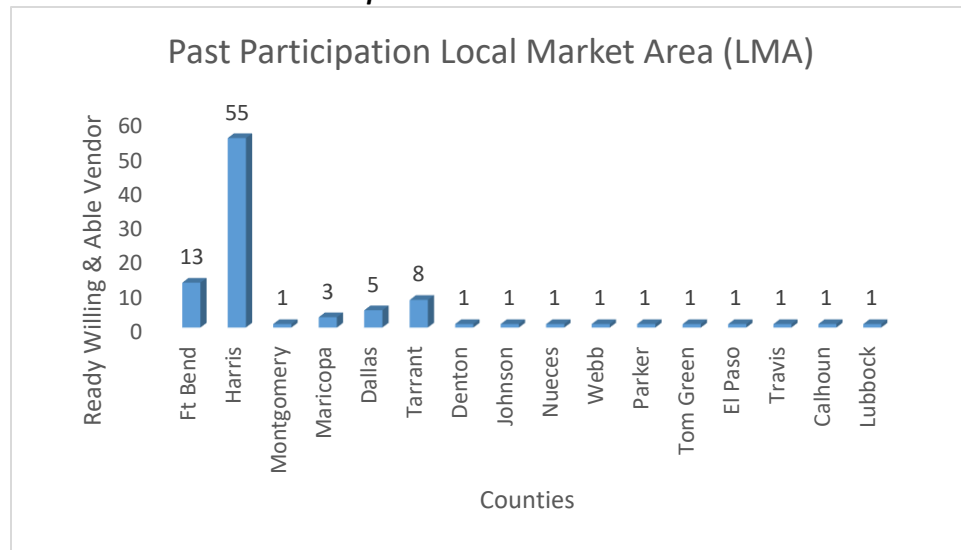 Past Participation Local Market Area (LMA)
Ready Willing & Able Vendor
60
50
40
30
20
10
0
13
55
1
3
5
8
1
1
1
1
1
1
1
1
1
1
Ft Bend
Harris
Montgomery
Maricopa
Dallas
Tarrant
Denton
Johnson
Nueces
Webb
Parker
Tom Green
El Paso
Travis
Calhoun
Lubbock
Counties